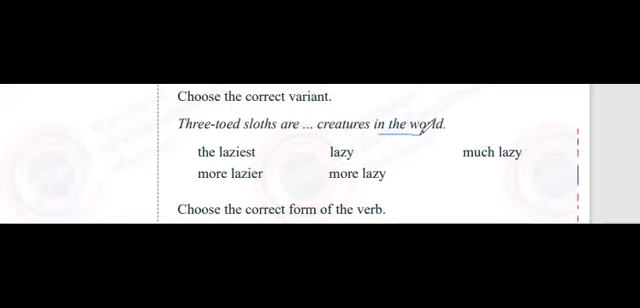 Choose the correct variant.
Three-toed sloths are ... creatures in the world.
the laziest lazy much lazy
more lazier more lazy
Choose the correct form of the verb.